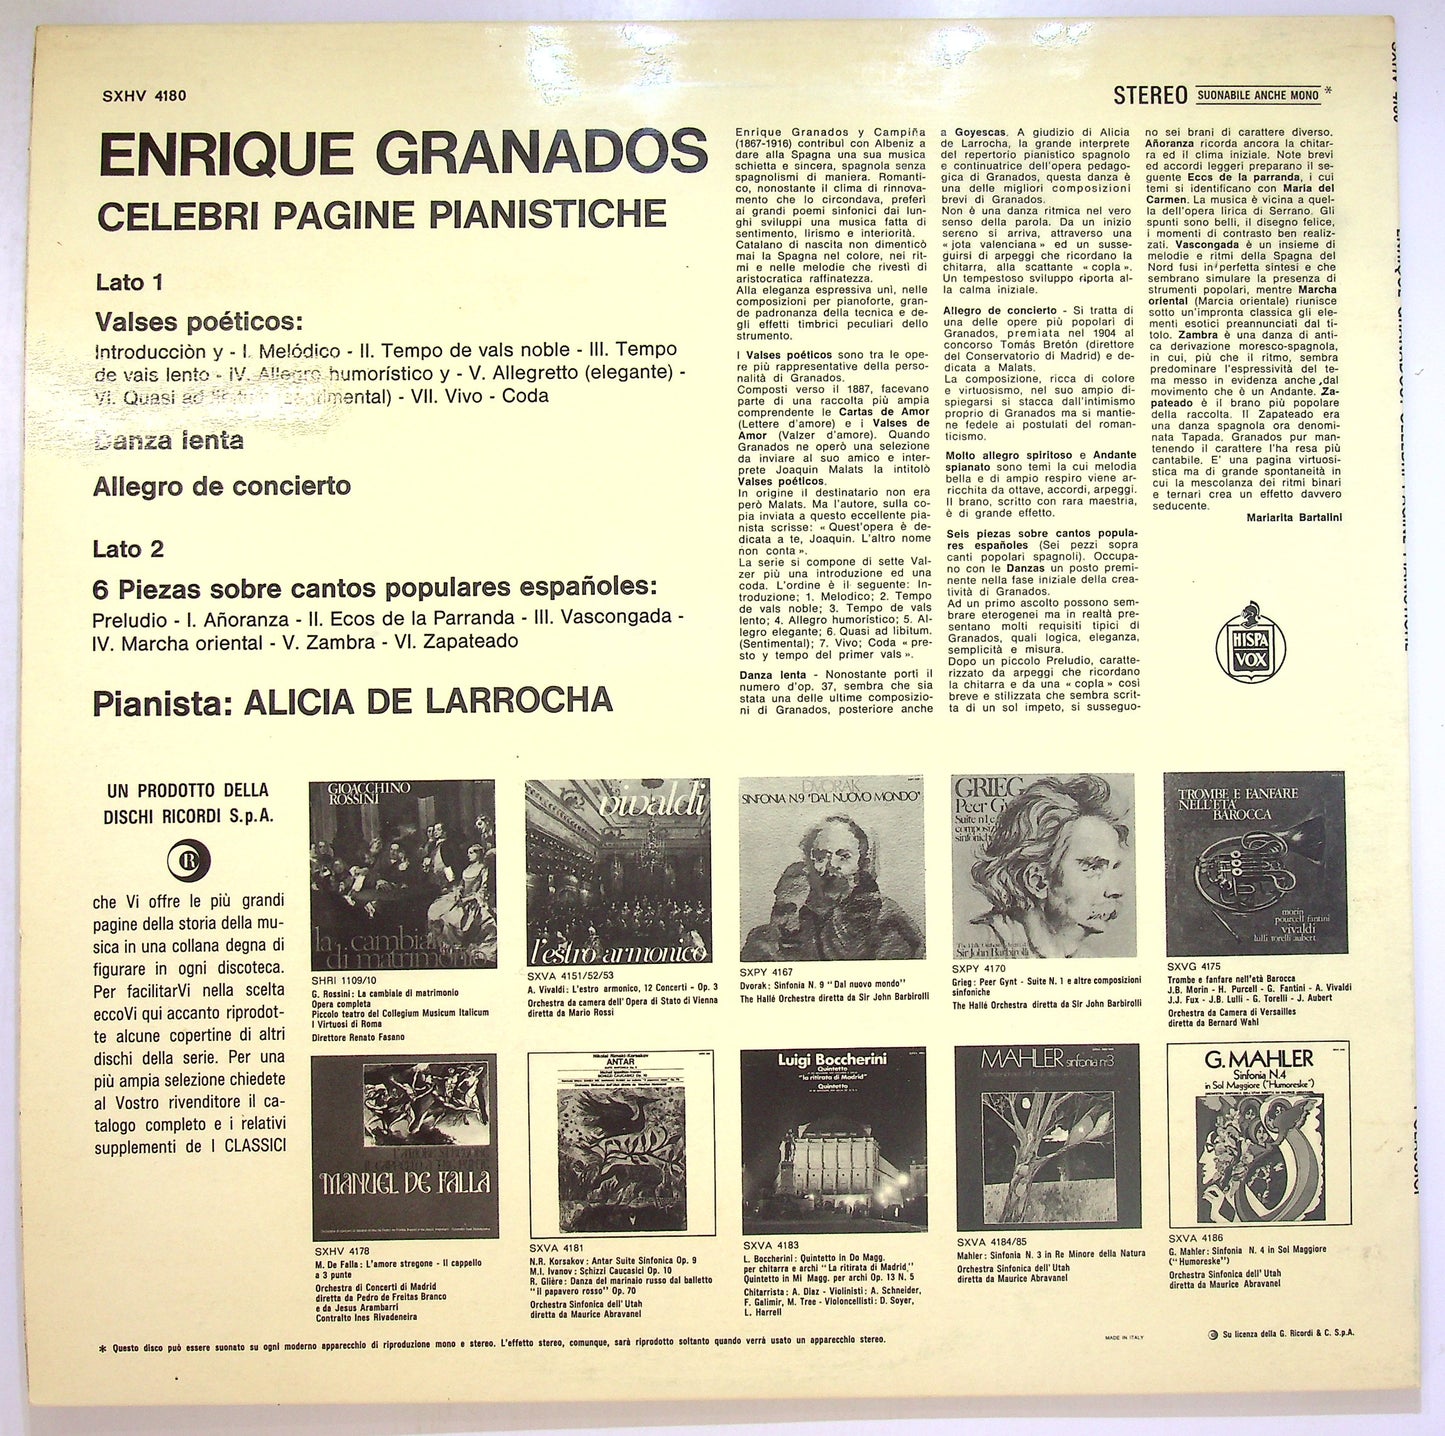 SXHV 4180
STEREO SUONABILE ANCHE MONO *
ENRIQUE GRANADOS
CELEBRI PAGINE PIANISTICHE
Lato 1
Valses poéticos:
Introducciòn y - I. Melódico - II. Tempo de vals noble - III. Tempo
de vals lento - IV. Allegro humorístico y - V. Allegretto (elegante) -
VI. Quasi ad libitum (sentimental) - VII. Vivo - Coda
Danza lenta
Allegro de concierto
Lato 2
6 Piezas sobre cantos populares españoles:
Preludio - I. Añoranza - II. Ecos de la Parranda - III. Vascongada -
IV. Marcha oriental - V. Zambra - VI. Zapateado
Pianista: ALICIA DE LARROCHA
Enrique Granados y Campiña
(1867-1916) contribuì con Albeniz a
dare alla Spagna una sua musica
schietta e sincera, spagnola senza
spagnolismi di maniera. Romanti-
co, nonostante il clima di rinnova-
mento che lo circondava, preferì
ai grandi poemi sinfonici dai lun-
ghi sviluppi una musica fatta di
sentimento, lirismo e interiorità.
Catalano di nascita non dimenticò
mai la Spagna nel colore, nei rit-
mi e nelle melodie che rivestì di
aristocratica raffinatezza.
Alla eleganza espressiva unì, nelle
composizioni per pianoforte, gran-
de padronanza della tecnica e de-
gli effetti timbrici peculiari dello
strumento.
I Valses poéticos sono tra le ope-
re più rappresentative della perso-
nalità di Granados.
Composti verso il 1887, facevano
parte di una raccolta più ampia
comprendente le Cartas de Amor
(Lettere d'amore) e i Valses de
Amor (Valzer d'amore). Quando
Granados ne operò una selezione
da inviare al suo amico e inter-
prete Joaquin Malats la intitolò
Valses poéticos.
In origine il destinatario non era
però Malats. Ma l'autore, sulla co-
pia inviata a questo eccellente pia-
nista scrisse: « Quest'opera è de-
dicata a te, Joaquin. L'altro nome
non conta ».
La serie si compone di sette Val-
zer più una introduzione ed una
coda. L'ordine è il seguente: In-
troduzione; 1. Melodico; 2. Tempo
de vals noble; 3. Tempo de vals
lento; 4. Allegro humorístico; 5. Al-
legro elegante; 6. Quasi ad libitum.
(Sentimental); 7. Vivo; Coda « pre-
sto y tempo del primer vals ».
Danza lenta - Nonostante porti il
numero d'op. 37, sembra che sia
stata una delle ultime composizio-
ni di Granados, posteriore anche
a Goyescas. A giudizio di Alicia
de Larrocha, la grande interprete
del repertorio pianistico spagnolo
e continuatrice dell'opera pedago-
gica di Granados, questa danza è
una delle migliori composizioni
brevi di Granados.
Non è una danza ritmica nel vero
senso della parola. Da un inizio
sereno si arriva, attraverso una
« jota valenciana » ed un susse-
guirsi di arpeggi che ricordano la
chitarra, alla scattante « copla ».
Un tempestoso sviluppo riporta al-
la calma iniziale.
Allegro de concierto - Si tratta di
una delle opere più popolari di
Granados, premiata nel 1904 al
concorso Tomás Bretón (direttore
del Conservatorio di Madrid) e de-
dicata a Malats.
La composizione, ricca di colore
e virtuosismo, nel suo ampio di-
spiegarsi si stacca dall'intimismo
proprio di Granados ma si mantie-
ne fedele ai postulati del roman-
ticismo.
Molto allegro spiritoso e Andante
spianato sono temi la cui melodia
bella e di ampio respiro viene ar-
ricchita da ottave, accordi, arpeggi.
Il brano, scritto con rara maestria,
è di grande effetto.
Seis piezas sobre cantos popula-
res españoles (Sei pezzi sopra
canti popolari spagnoli). Occupa-
no con le Danzas un posto premi-
nente nella fase iniziale della crea-
tività di Granados.
Ad un primo ascolto possono sem-
brare eterogenei ma in realtà pre-
sentano molti requisiti tipici di
Granados, quali logica, eleganza,
semplicità e misura.
Dopo un piccolo Preludio, caratte-
rizzato da arpeggi che ricordano
la chitarra e da una « copla » così
breve e stilizzata che sembra scrit-
ta di un sol impeto, si susseguo-
no sei brani di carattere diverso.
Añoranza ricorda ancora la chitar-
ra ed il clima iniziale. Note brevi
ed accordi leggeri preparano il se-
guente Eccs de la parranda, i cui
temi si identificano con Maria del
Carmen. La musica è vicina a quel-
la dell'opera lirica di Serrano. Gli
spunti sono belli, il disegno felice,
i momenti di contrasto ben realiz-
zati. Vascongada è un insieme di
melodie e ritmi della Spagna del
Nord fusi in perfetta sintesi e che
sembrano simulare la presenza di
strumenti popolari, mentre Marcha
oriental (Marcia orientale) riunisce
sotto un'impronta classica gli ele-
menti esotici preannunciati dal ti-
tolo. Zambra è una danza di anti-
ca derivazione moresco-spagnola,
in cui, più che il ritmo, sembra
predominare l'espressività del te-
ma messo in evidenza anche dal
movimento che è un Andante. Za-
pateado è il brano più popolare
della raccolta. Il Zapateado era
una danza spagnola ora denomi-
nata Tapada. Granados pur man-
tenendo il carattere l'ha resa più
cantabile. E' una pagina virtuosi-
stica ma di grande spontaneità in
cui la mescolanza dei ritmi binari
e ternari crea un effetto davvero
seducente.
Mariarita Bartalini
HISPA
VOX
UN PRODOTTO DELLA
DISCHI RICORDI S.p.A.
R
che Vi offre le più grandi
pagine della storia della mu-
sica in una collana degna di
figurare in ogni discoteca.
Per facilitarVi nella scelta
eccoVi qui accanto riprodot-
te alcune copertine di altri
dischi della serie. Per una
più ampia selezione chiedete
al Vostro rivenditore il ca-
talogo completo e i relativi
supplementi de I CLASSICI
GIOACCHINO
ROSSINI
la cambiale
di matrimonio
SHRI 1109/10
G. Rossini: La cambiale di matrimonio
Opera completa
Piccolo teatro del Collegium Musicum Italicum
I Virtuosi di Roma
Direttore Renato Fasano
vivaldi
l'estro armonico
SXVA 4151/52/53
A. Vivaldi: L'estro armonico, 12 Concerti - Op. 3
Orchestra da camera dell'Opera di Stato di Vienna
diretta da Mario Rossi
DVORAK
SINFONIA N.9 "DAL NUOVO MONDO"
SXPY 4167
Dvorak: Sinfonia N. 9 "Dal nuovo mondo"
The Hallé Orchestra diretta da Sir John Barbirolli
GRIEG
Peer Gynt
Suite n.1 e
composizioni
sinfoniche
Sir John Barbirolli
SXPY 4170
Grieg: Peer Gynt - Suite N. 1 e altre composizioni
sinfoniche
The Hallé Orchestra diretta da Sir John Barbirolli
TROMBE E FANFARE
NELL'ETA'
BAROCCA
morin
pourcell fantini
vivaldi
lulli torelli aubert
SXVG 4175
Trombe e fanfare nell'età Barocca
J.B. Morin - H. Purcell - G. Fantini - A. Vivaldi
J.J. Fux - J.B. Lulli - G. Torelli - J. Aubert
Orchestra da Camera di Versailles
diretta da Bernard Wahl
MANUEL DE FALLA
SXHV 4178
M. De Falla: L'amore stregone - Il cappello
a 3 punte
Orchestra di Concerti di Madrid
diretta da Pedro de Freitas Branco
e da Jesus Arambarri
Contralto Ines Rivadeneira
Nikolai Rimski-Korsakov
ANTAR
SXVA 4181
N.R. Korsakov: Antar Suite Sinfonica Op. 9
M.I. Ivanov: Schizzi Caucasici Op. 10
R. Glière: Danza del marinaio russo dal balletto
"il papavero rosso" Op. 70
Orchestra Sinfonica dell'Utah
diretta da Maurice Abravanel
Luigi Boccherini
Quintetto
"la ritirata di Madrid"
Quintetto
SXVA 4183
L. Boccherini: Quintetto in Do Magg.
per chitarra e archi "La ritirata di Madrid"
Quintetto in MI Magg. per archi Op. 13 N. 5
Chitarrista: A. Diaz - Violinisti: A. Schneider,
F. Galimir, M. Tree - Violoncellisti: D. Soyer,
L. Harrell
MAHLER sinfonia n°3
SXVA 4184/85
Mahler: Sinfonia N. 3 in Re Minore della Natura
Orchestra Sinfonica dell'Utah
diretta da Maurice Abravanel
G. MAHLER
Sinfonia N.4
in Sol Maggiore ("Humoreske")
SXVA 4186
G. Mahler: Sinfonia N. 4 in Sol Maggiore
("Humoreske")
Orchestra Sinfonica dell'Utah
diretta da Maurice Abravanel
* Questo disco può essere suonato su ogni moderno apparecchio di riproduzione mono e stereo. L'effetto stereo, comunque, sarà riprodotto soltanto quando verrà usato un apparecchio stereo.
MADE IN ITALY
Su licenza della G. Ricordi & C. S.p.A.